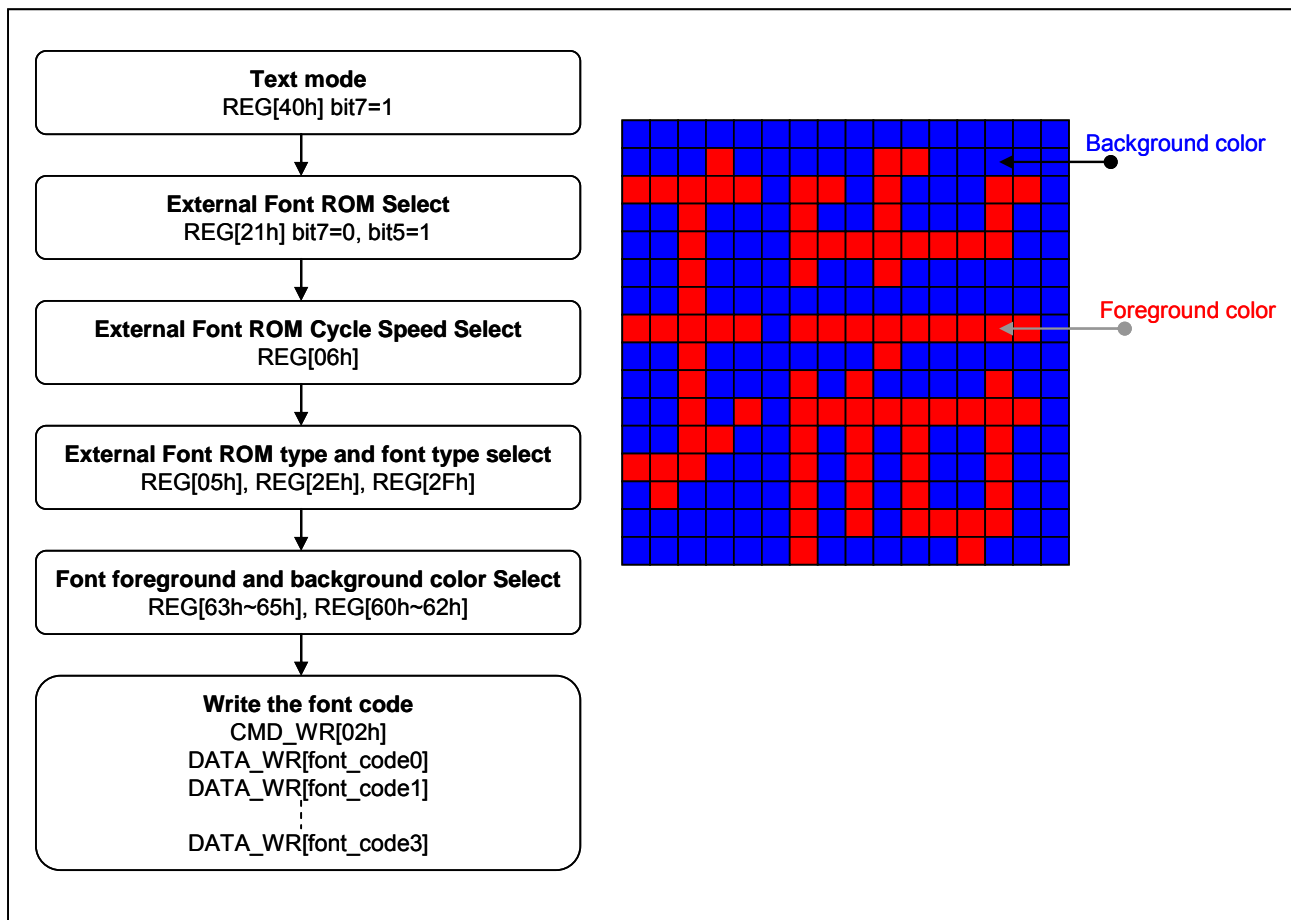 Text mode
REG[40h] bit7=1
External Font ROM Select
REG[21h] bit7=0, bit5=1
External Font ROM Cycle Speed Select
REG[06h]
External Font ROM type and font type select
REG[05h], REG[2Eh], REG[2Fh]
Font foreground and background color Select
REG[63h~65h], REG[60h~62h]
Write the font code
CMD_WR[02h]
DATA_WR[font_code0]
DATA_WR[font_code1]
DATA_WR[font_code3]
Background color
Foreground color